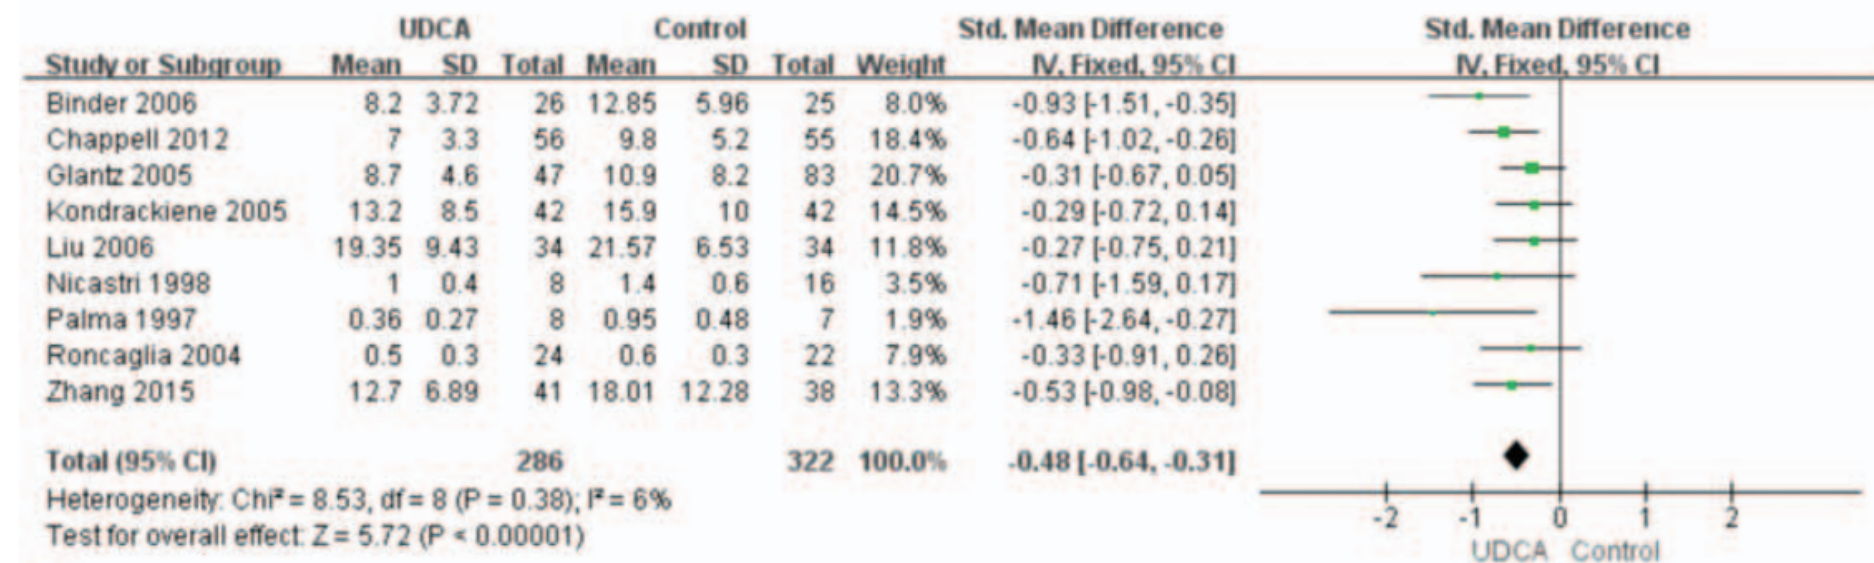 UDCA Control Std. Mean Difference Std. Mean Difference
Study or Subgroup Mean SD Total Mean SD Total Weight IV, Fixed, 95% CI IV, Fixed, 95% CI
Binder 2006 8.2 3.72 26 12.85 5.96 25 8.0% -0.93 [-1.51, -0.35]
Chappell 2012 7 3.3 56 9.8 5.2 55 18.4% -0.64 [-1.02, -0.26]
Glantz 2005 8.7 4.6 47 10.9 8.2 83 20.7% -0.31 [-0.67, 0.05]
Kondrackiene 2005 13.2 8.5 42 15.9 10 42 14.5% -0.29 [-0.72, 0.14]
Liu 2006 19.35 9.43 34 21.57 6.53 34 11.8% -0.27 [-0.75, 0.21]
Nicastri 1998 1 0.4 8 1.4 0.6 16 3.5% -0.71 [-1.59, 0.17]
Palma 1997 0.36 0.27 8 0.95 0.48 7 1.9% -1.46 [-2.64, -0.27]
Roncaglia 2004 0.5 0.3 24 0.6 0.3 22 7.9% -0.33 [-0.91, 0.26]
Zhang 2015 12.7 6.89 41 18.01 12.28 38 13.3% -0.53 [-0.98, -0.08]
Total (95% CI) 286 322 100.0% -0.48 [-0.64, -0.31]
Heterogeneity: Chi² = 8.53, df = 8 (P = 0.38); I² = 6%
Test for overall effect: Z = 5.72 (P < 0.00001)
-2 -1 0 1 2
UDCA Control